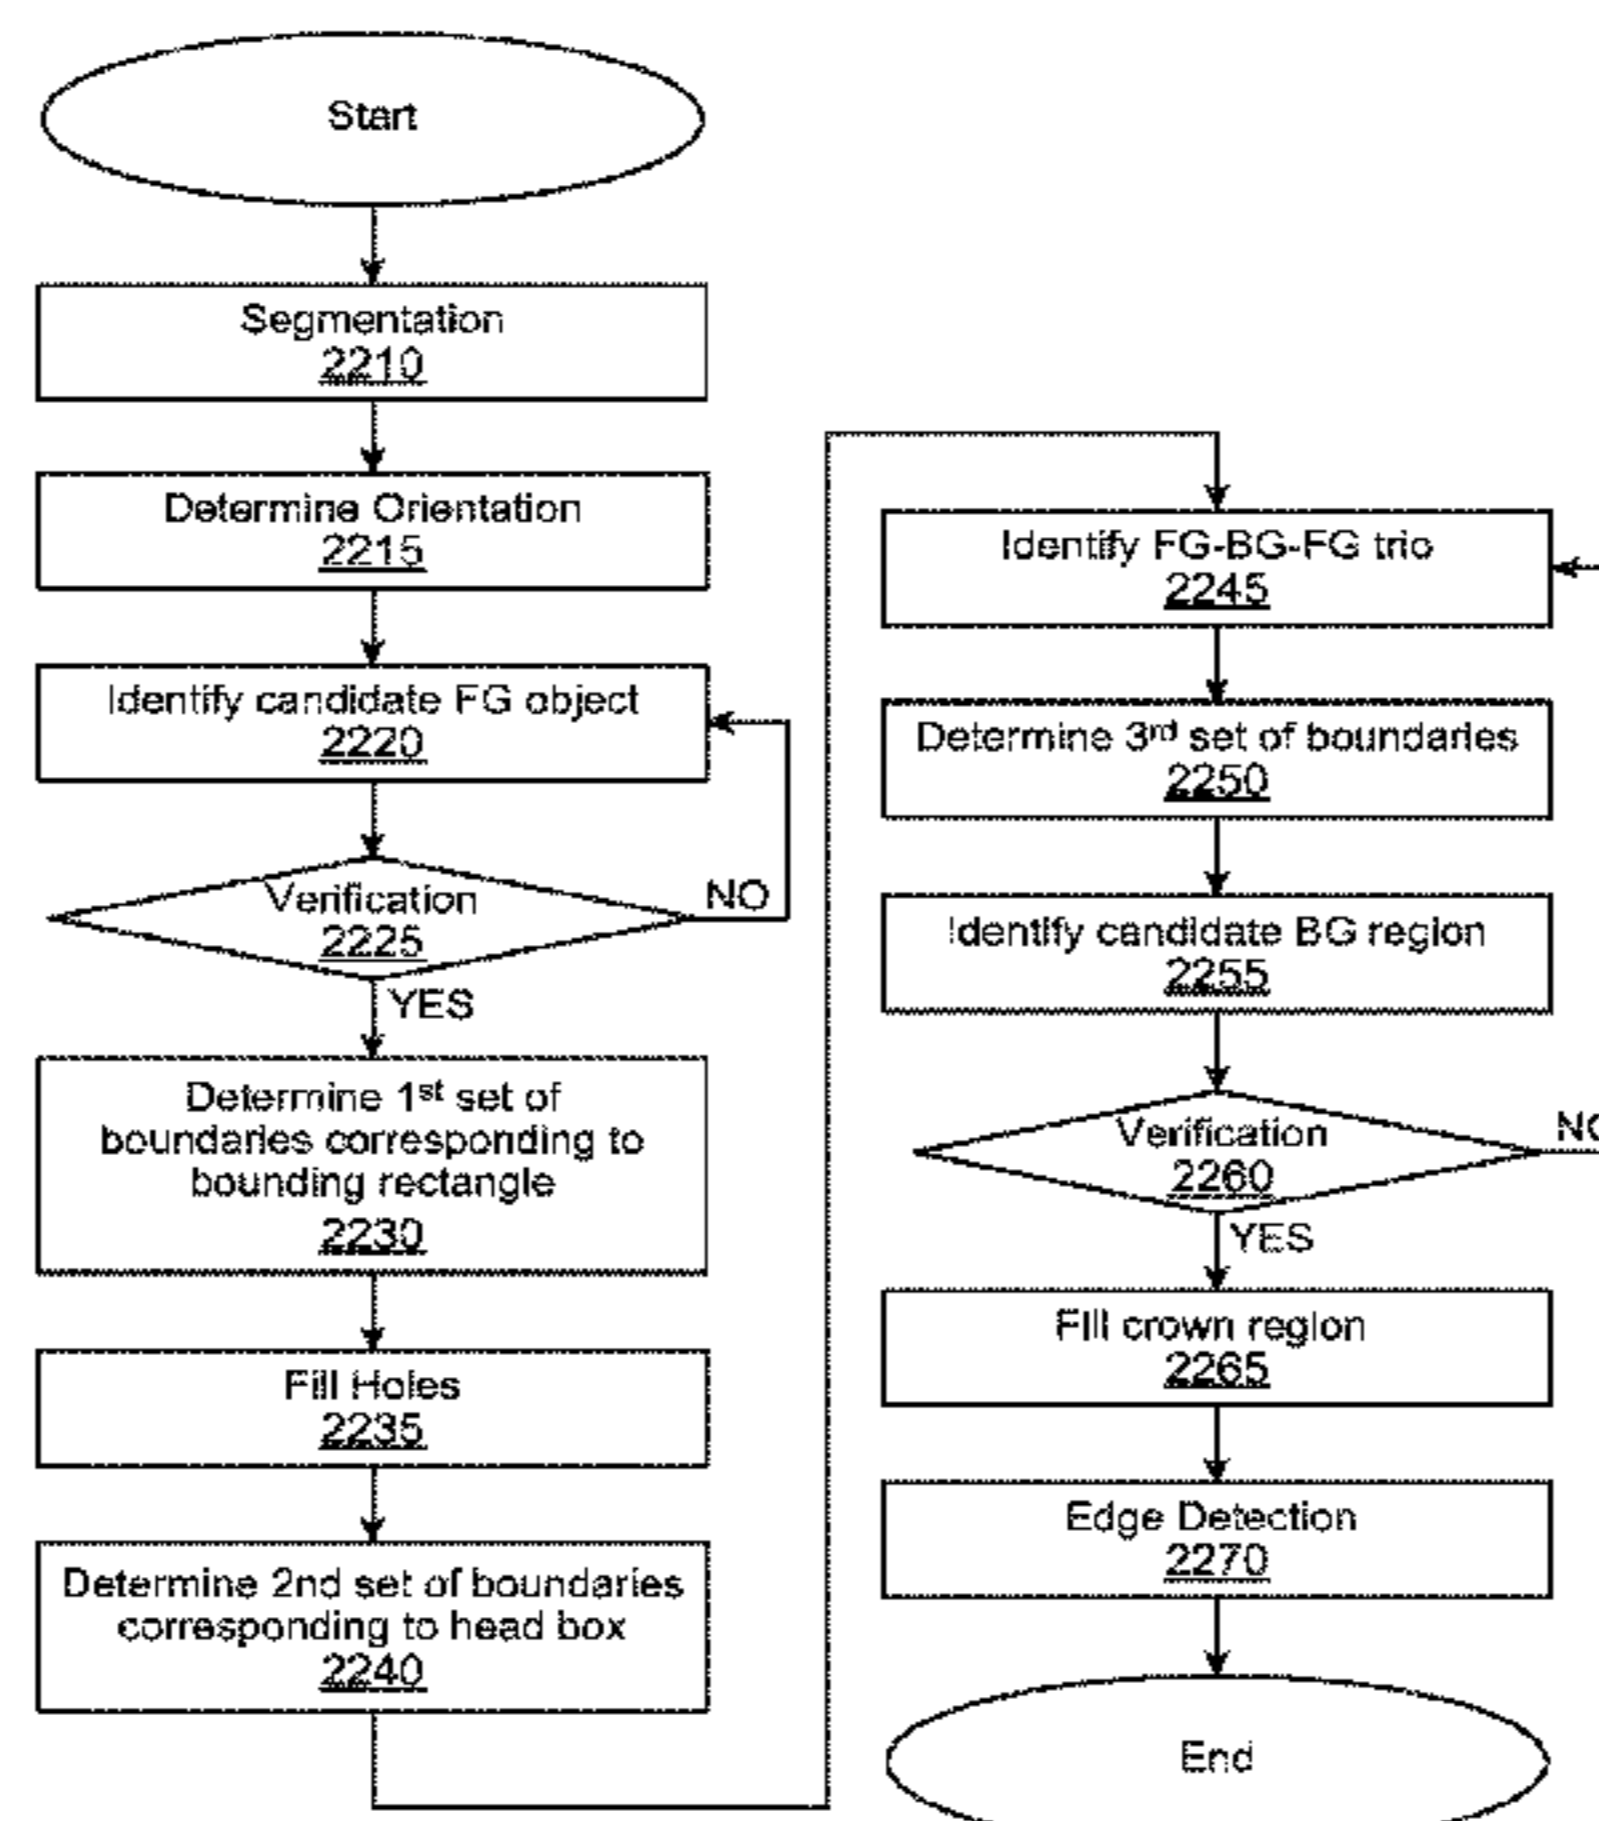 Start
Segmentation
2210
Determine Orientation
2215
Identify candidate FG object
2220
Verification
2225
NO
YES
Determine 1st set of
boundaries corresponding to
bounding rectangle
2230
Fill Holes
2235
Determine 2nd set of boundaries
corresponding to head box
2240
Identify FG-BG-FG trio
2245
Determine 3rd set of boundaries
2250
Identify candidate BG region
2255
Verification
2260
NO
YES
Fill crown region
2265
Edge Detection
2270
End